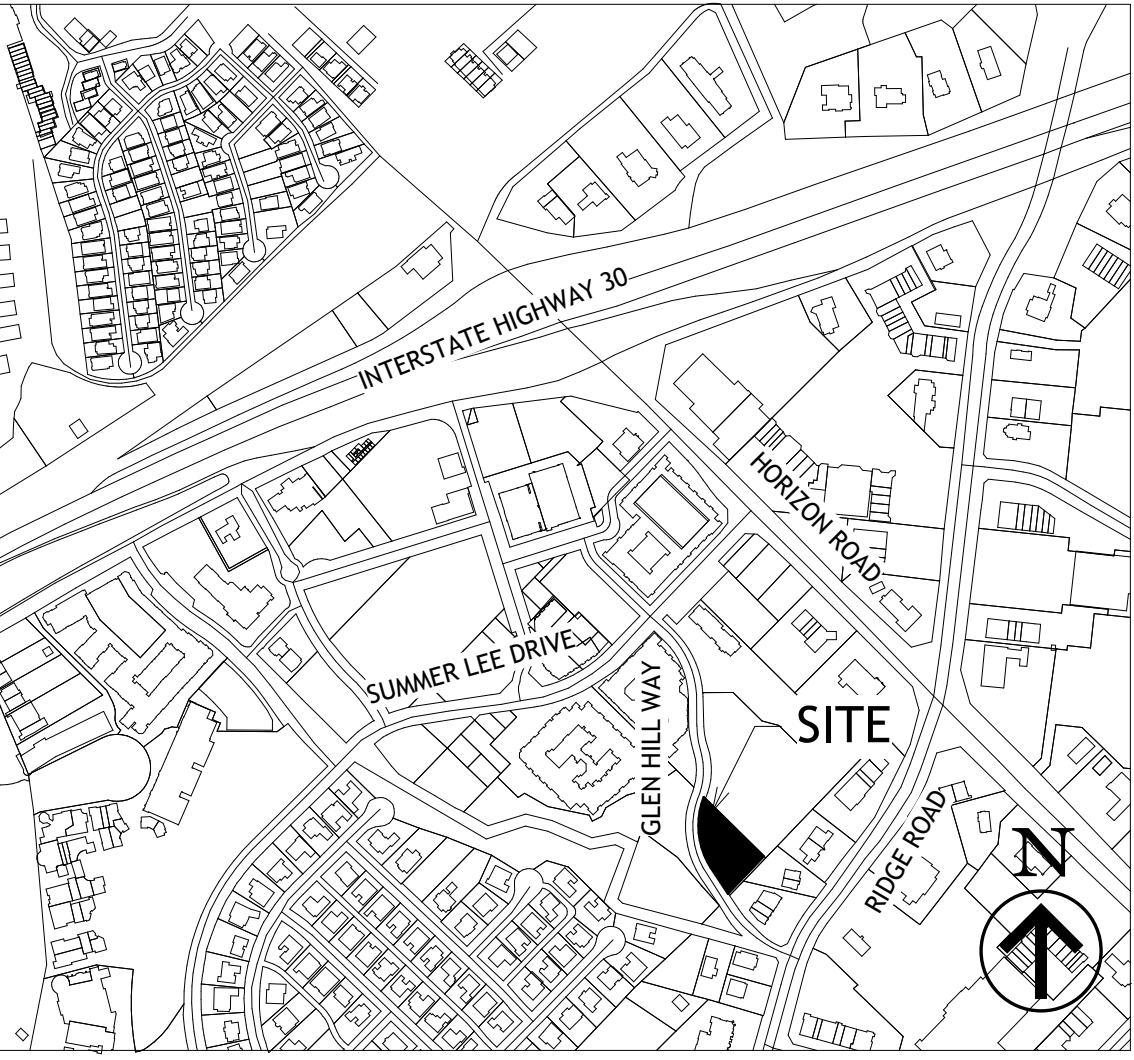 INTERSTATE HIGHWAY 30
HORIZON ROAD
SUMMER LEE DRIVE
GLEN HILL WAY
SITE
RIDGE ROAD
N